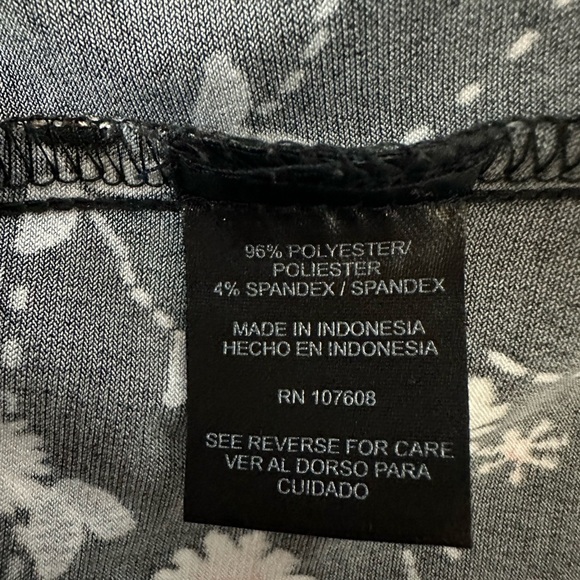 96% POLYESTER/
POLIESTER
4% SPANDEX / SPANDEX
MADE IN INDONESIA
HECHO EN INDONESIA
RN 107608
SEE REVERSE FOR CARE
VER AL DORSO PARA
CUIDADO